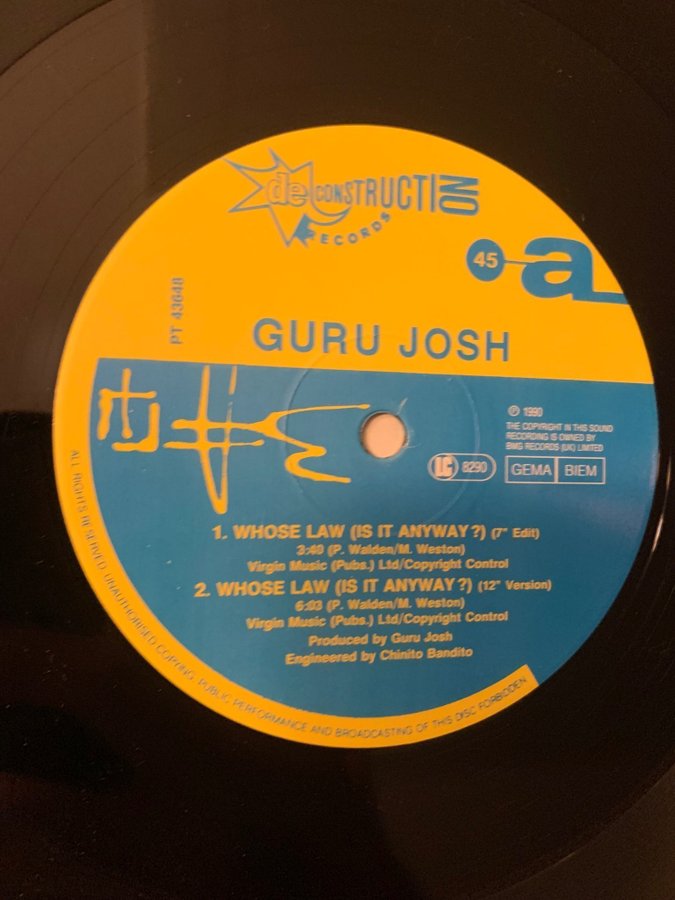 de CONSTRUCTION
RECORDS
45
a
PT 43648
GURU JOSH
℗ 1990
THE COPYRIGHT IN THIS SOUND
RECORDING IS OWNED BY
BMG RECORDS (UK) LIMITED
LC 8290
GEMA BIEM
1. WHOSE LAW (IS IT ANYWAY?) (7" Edit)
3:40 (P. Walden/M. Weston)
Virgin Music (Pubs.) Ltd/Copyright Control
2. WHOSE LAW (IS IT ANYWAY?) (12" Version)
6:03 (P. Walden/M. Weston)
Virgin Music (Pubs.) Ltd/Copyright Control
Produced by Guru Josh
Engineered by Chinito Bandito
ALL RIGHTS RESERVED. UNAUTHORISED COPYING, PUBLIC PERFORMANCE AND BROADCASTING OF THIS DISC FORBIDDEN